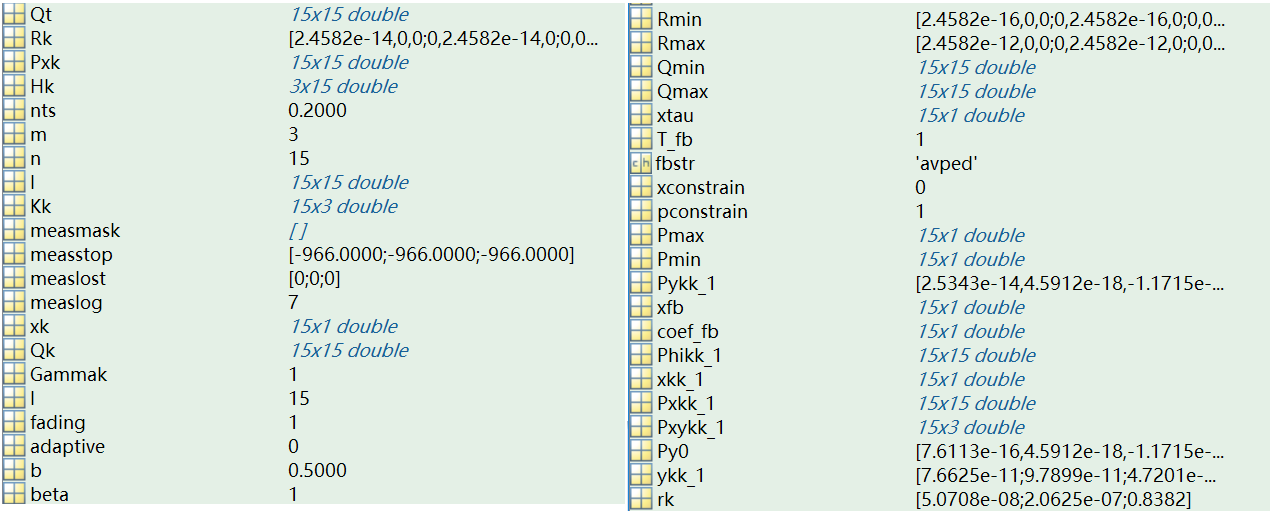 Qt 15x15 double
Rk [2.4582e-14,0,0;0,2.4582e-14,0;0,0...
Pxk 15x15 double
Hk 3x15 double
nts 0.2000
m 3
n 15
I 15x15 double
Kk 15x3 double
measmask []
measstop [-966.0000;-966.0000;-966.0000]
measlost [0;0;0]
measlog 7
xk 15x1 double
Qk 15x15 double
Gammak 1
l 15
fading 1
adaptive 0
b 0.5000
beta 1
Rmin [2.4582e-16,0,0;0,2.4582e-16,0;0,0...
Rmax [2.4582e-12,0,0;0,2.4582e-12,0;0,0...
Qmin 15x15 double
Qmax 15x15 double
xtau 15x1 double
T_fb 1
ch fbstr 'avped'
xconstrain 0
pconstrain 1
Pmax 15x1 double
Pmin 15x1 double
Pykk_1 [2.5343e-14,4.5912e-18,-1.1715e-...
xfb 15x1 double
coef_fb 15x1 double
Phikk_1 15x15 double
xkk_1 15x1 double
Pxkk_1 15x15 double
Pxykk_1 15x3 double
Py0 [7.6113e-16,4.5912e-18,-1.1715e-...
ykk_1 [7.6625e-11;9.7899e-11;4.7201e-...
rk [5.0708e-08;2.0625e-07;0.8382]